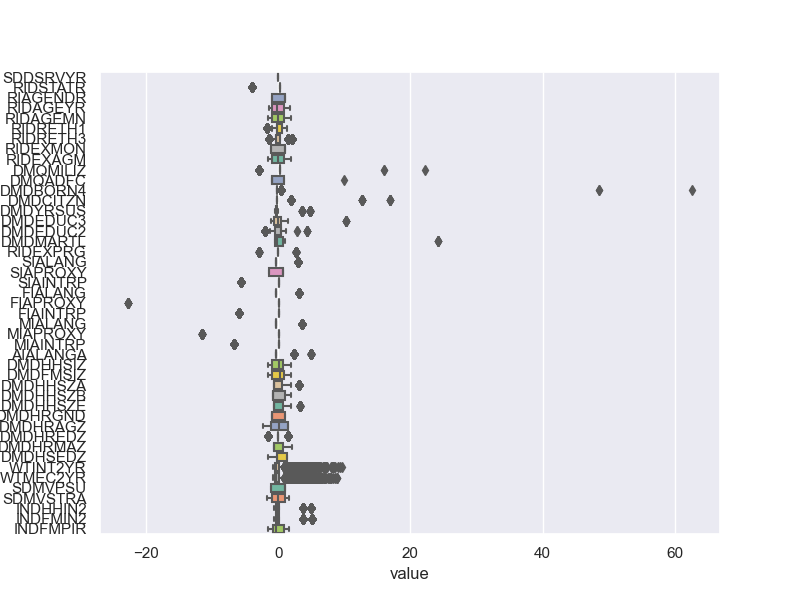 SDDSRVYR
RIDSTATR
RIAGENDR
RIDAGEYR
RIDAGEMN
RIDRETH1
RIDRETH3
RIDEXMON
RIDEXAGM
DMQMILIZ
DMQADFC
DMDBORN4
DMDCITZN
DMDYRSUS
DMDEDUC3
DMDEDUC2
DMDMARTL
RIDEXPRG
SIALANG
SIAPROXY
SIAINTRP
FIALANG
FIAPROXY
FIAINTRP
MIALANG
MIAPROXY
MIAINTRP
AIALANGA
DMDHHSIZ
DMDFMSIZ
DMDHHSZA
DMDHHSZB
DMDHHSZE
DMDHRGND
DMDHRAGZ
DMDHREDZ
DMDHRMAZ
DMDHSEDZ
WTINT2YR
WTMEC2YR
SDMVPSU
SDMVSTRA
INDHHIN2
INDFMIN2
INDFMPIR
−20 0 20 40 60
value